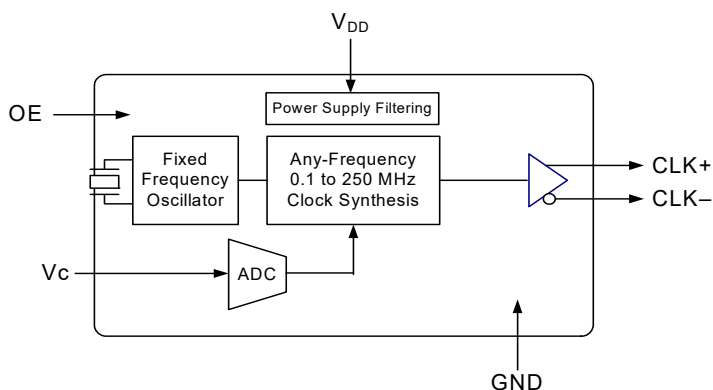 V_DD
Power Supply Filtering
OE
Fixed
Frequency
Oscillator
Any-Frequency
0.1 to 250 MHz
Clock Synthesis
CLK+
CLK–
Vc
ADC
GND